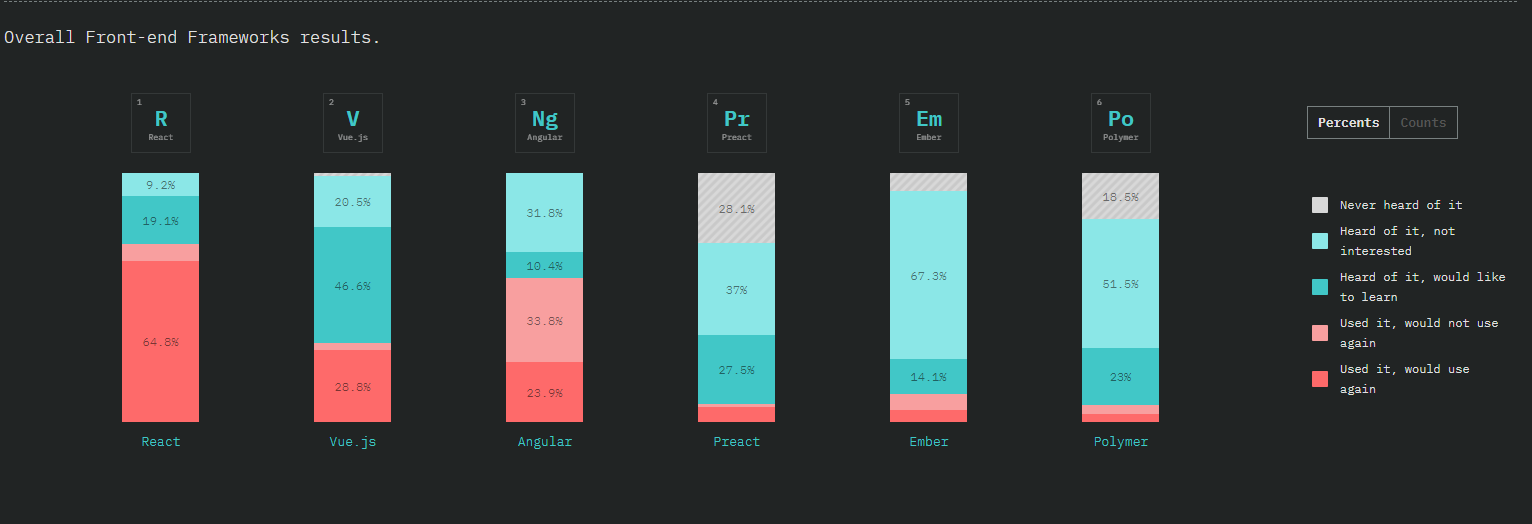 Overall Front-end Frameworks results.
1
R
React
2
V
Vue.js
3
Ng
Angular
4
Pr
Preact
5
Em
Ember
6
Po
Polymer
Percents Counts
9.2%
19.1%
64.8%
React
20.5%
46.6%
28.8%
Vue.js
31.8%
10.4%
33.8%
23.9%
Angular
28.1%
37%
27.5%
Preact
67.3%
14.1%
Ember
18.5%
51.5%
23%
Polymer
Never heard of it
Heard of it, not
interested
Heard of it, would like
to learn
Used it, would not use
again
Used it, would use
again